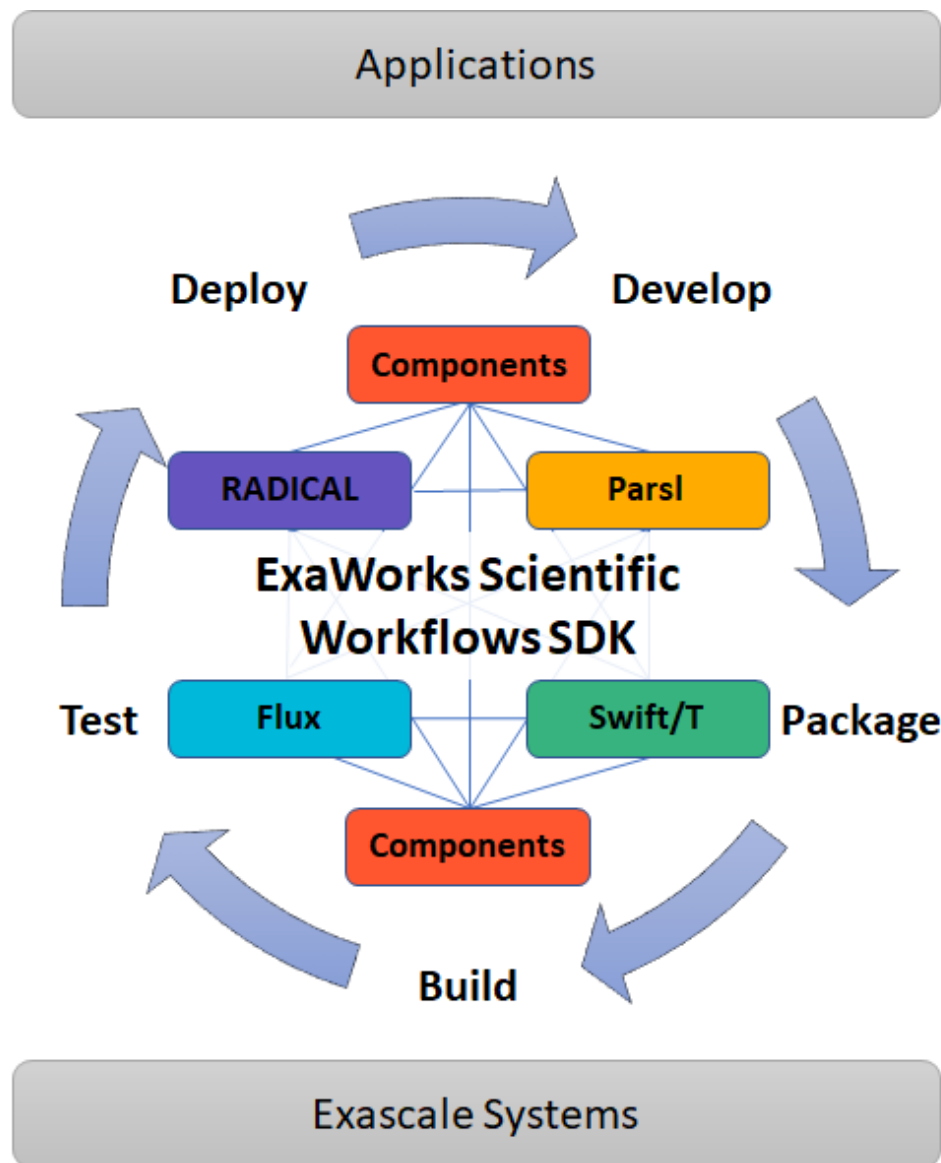 Applications
Deploy
Develop
Components
RADICAL
Parsl
ExaWorks Scientific
Workflows SDK
Test
Flux
Swift/T
Package
Components
Build
Exascale Systems